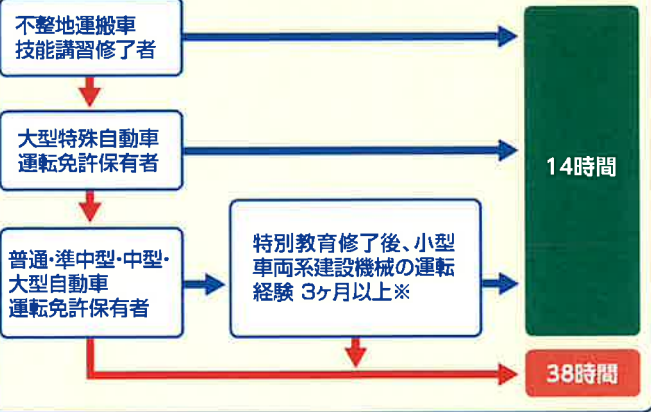 不整地運搬車
技能講習修了者
大型特殊自動車
運転免許保有者
14時間
普通・準中型・中型・
大型自動車
運転免許保有者
特別教育修了後、小型
車両系建設機械の運転
経験 3ヶ月以上※
38時間